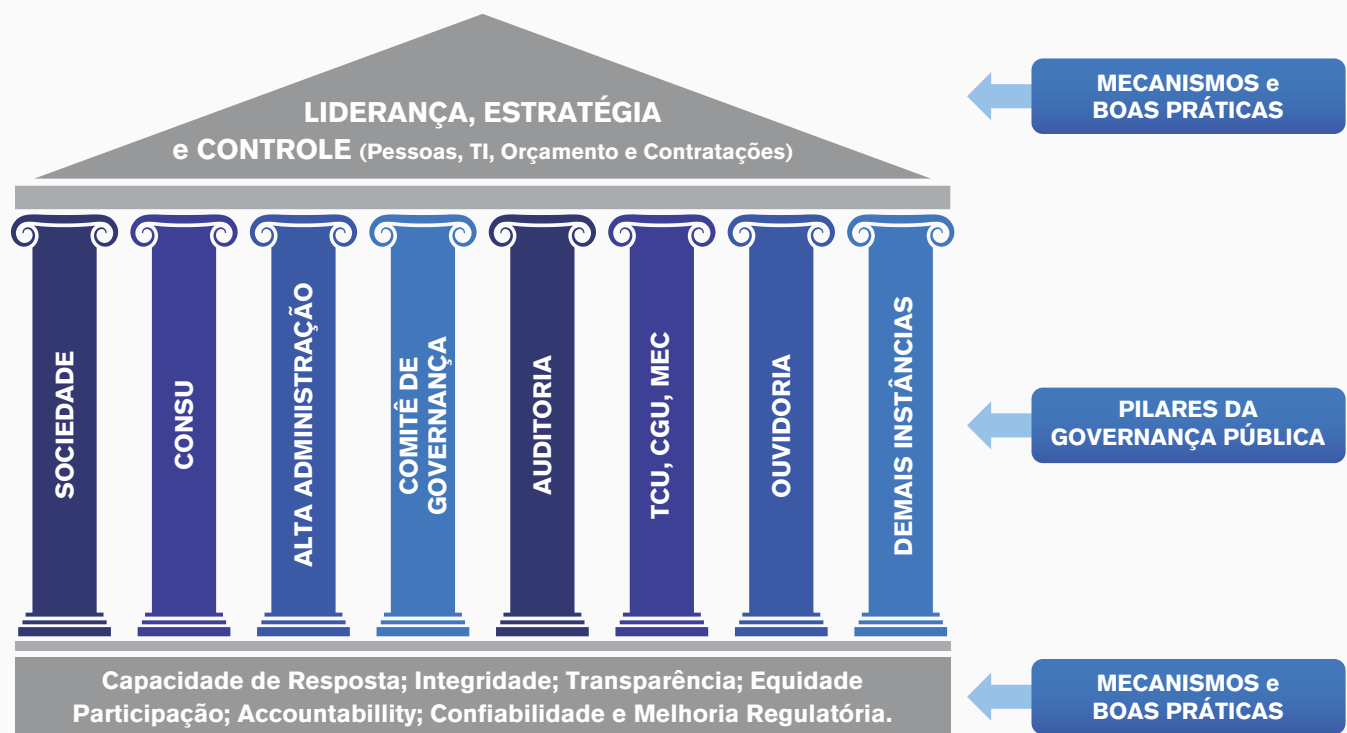 LIDERANÇA, ESTRATÉGIA
e CONTROLE (Pessoas, TI, Orçamento e Contratações)
MECANISMOS e
BOAS PRÁTICAS
SOCIEDADE
CONSU
ALTA ADMINISTRAÇÃO
COMITÊ DE
GOVERNANÇA
AUDITORIA
TCU, CGU, MEC
OUVIDORIA
DEMAIS INSTÂNCIAS
PILARES DA
GOVERNANÇA PÚBLICA
Capacidade de Resposta; Integridade; Transparência; Equidade
Participação; Accountabillity; Confiabilidade e Melhoria Regulatória.
MECANISMOS e
BOAS PRÁTICAS